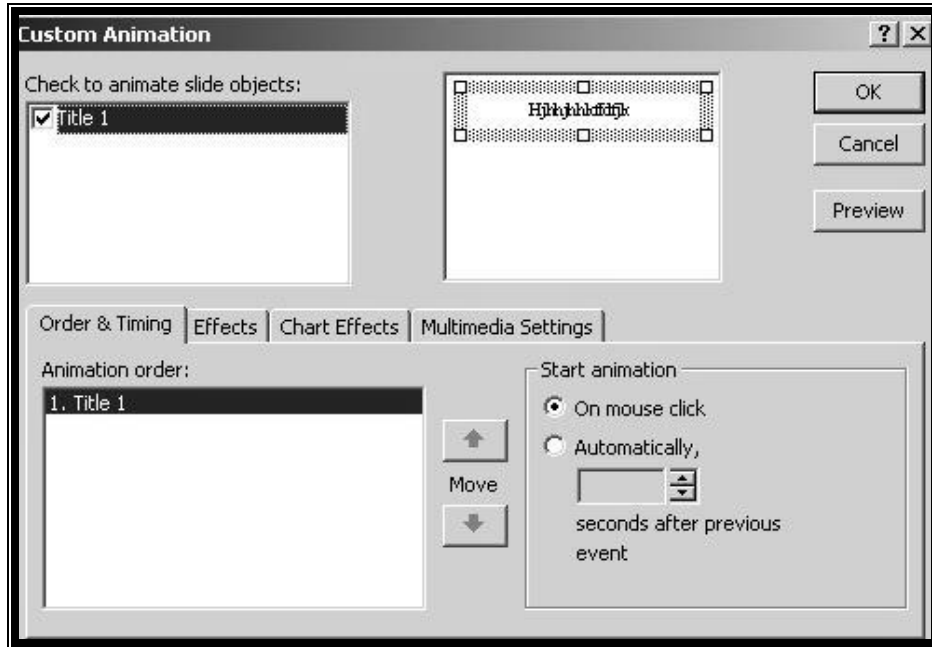 Custom Animation
Check to animate slide objects:
Title 1
OK
Cancel
Preview
Order & Timing
Effects
Chart Effects
Multimedia Settings
Animation order:
1. Title 1
Move
Start animation
On mouse click
Automatically,
seconds after previous
event